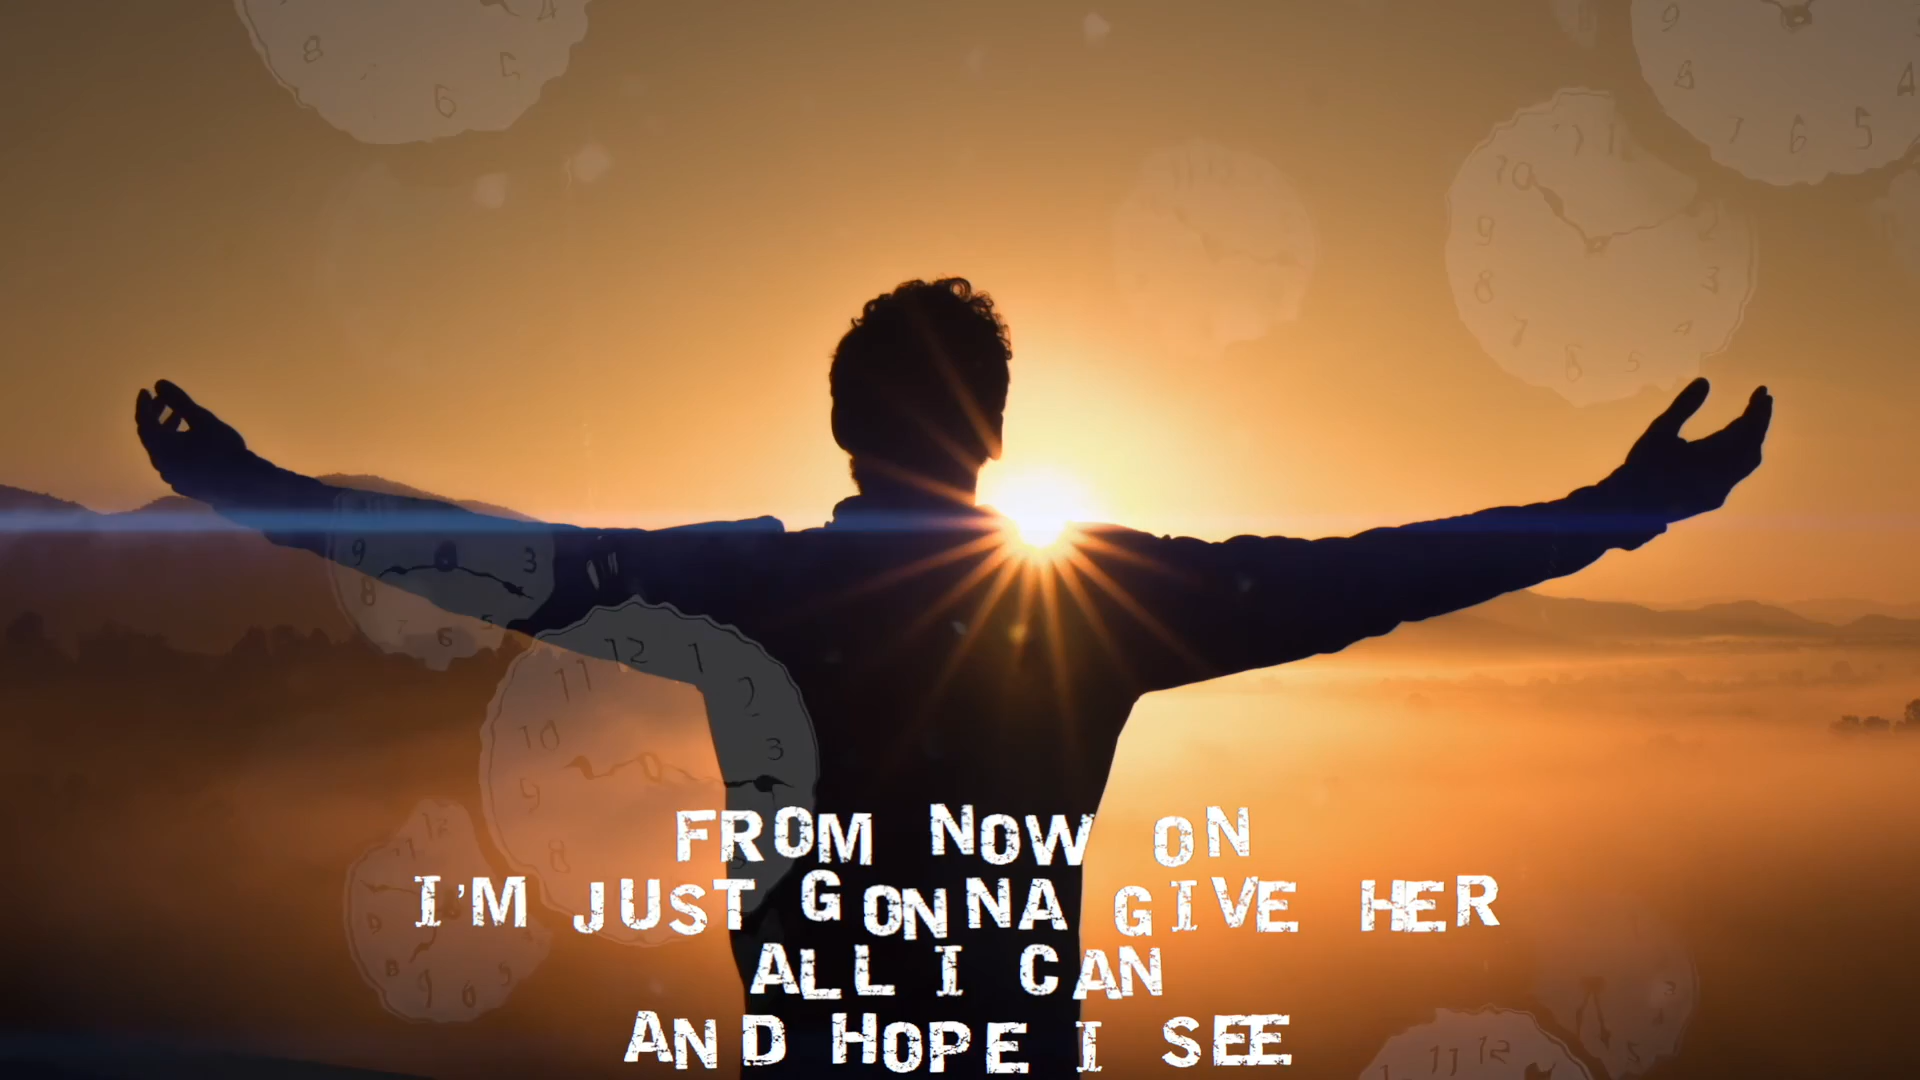 FROM NOW ON
I'M JUST GONNA GIVE HER
ALL I CAN
AND HOPE I SEE